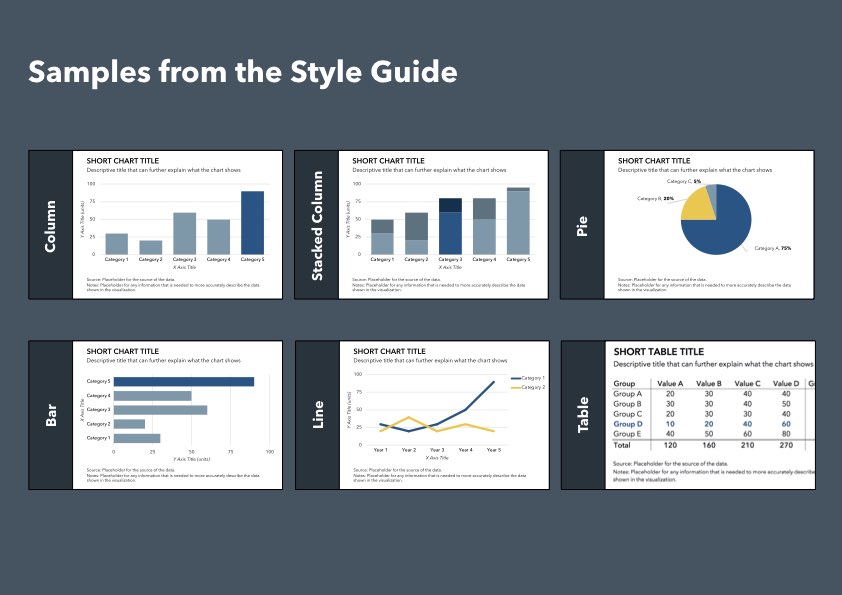 Samples from the Style Guide
Column
SHORT CHART TITLE
Descriptive title that can further explain what the chart shows
Y Axis Title (units)
100
75
50
25
0
Category 1 Category 2 Category 3 Category 4 Category 5
X Axis Title
Source: Placeholder for the source of the data.
Notes: Placeholder for any information that is needed to more accurately describe the data
shown in the visualization.
Stacked Column
SHORT CHART TITLE
Descriptive title that can further explain what the chart shows
Y Axis Title (units)
100
75
50
25
0
Category 1 Category 2 Category 3 Category 4 Category 5
X Axis Title
Source: Placeholder for the source of the data.
Notes: Placeholder for any information that is needed to more accurately describe the data
shown in the visualization.
Pie
SHORT CHART TITLE
Descriptive title that can further explain what the chart shows
Category C, 5%
Category B, 20%
Category A, 75%
Source: Placeholder for the source of the data.
Notes: Placeholder for any information that is needed to more accurately describe the data
shown in the visualization.
Bar
SHORT CHART TITLE
Descriptive title that can further explain what the chart shows
X Axis Title
Category 5
Category 4
Category 3
Category 2
Category 1
0 25 50 75 100
Y Axis Title (units)
Source: Placeholder for the source of the data.
Notes: Placeholder for any information that is needed to more accurately describe the data
shown in the visualization.
Line
SHORT CHART TITLE
Descriptive title that can further explain what the chart shows
Y Axis Title (units)
100
75
50
25
0
Category 1
Category 2
Year 1 Year 2 Year 3 Year 4 Year 5
X Axis Title
Source: Placeholder for the source of the data.
Notes: Placeholder for any information that is needed to more accurately describe the data
shown in the visualization.
Table
SHORT TABLE TITLE
Descriptive title that can further explain what the chart shows
Group Value A Value B Value C Value D G
Group A 20 30 40 40
Group B 30 30 40 50
Group C 20 30 30 40
Group D 10 20 40 60
Group E 40 50 60 80
Total 120 160 210 270
Source: Placeholder for the source of the data.
Notes: Placeholder for any information that is needed to more accurately describe
shown in the visualization.